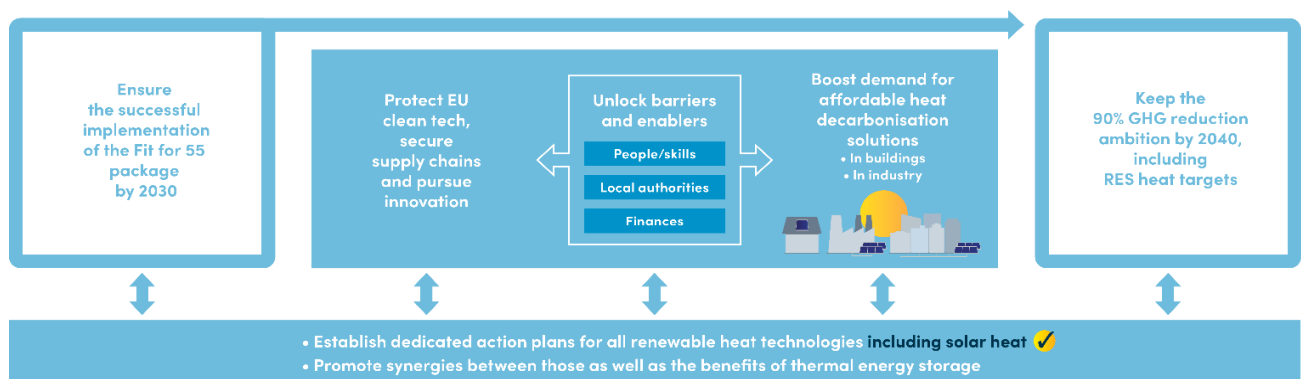 Ensure
the successful
implementation
of the Fit for 55
package
by 2030
Protect EU
clean tech,
secure
supply chains
and pursue
innovation
Unlock barriers
and enablers
People/skills
Local authorities
Finances
Boost demand for
affordable heat
decarbonisation
solutions
• In buildings
• In industry
Keep the
90% GHG reduction
ambition by 2040,
including
RES heat targets
• Establish dedicated action plans for all renewable heat technologies including solar heat
• Promote synergies between those as well as the benefits of thermal energy storage